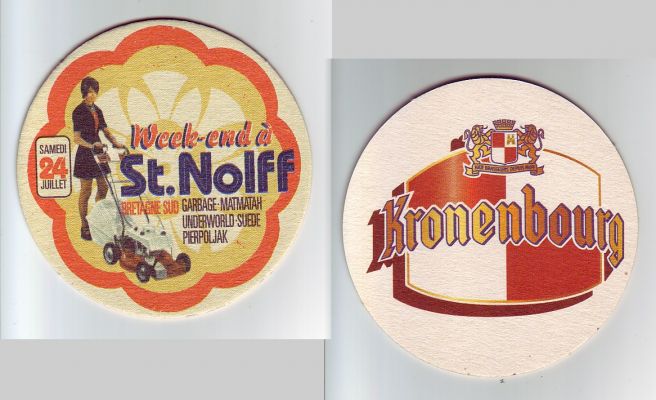 Week-end à
St. Nolff
SAMEDI
24
JUILLET
BRETAGNE SUD GARBAGE·MATMATAH
UNDERWORLD·SUEDE
PIERPOLJAK
Kronenbourg